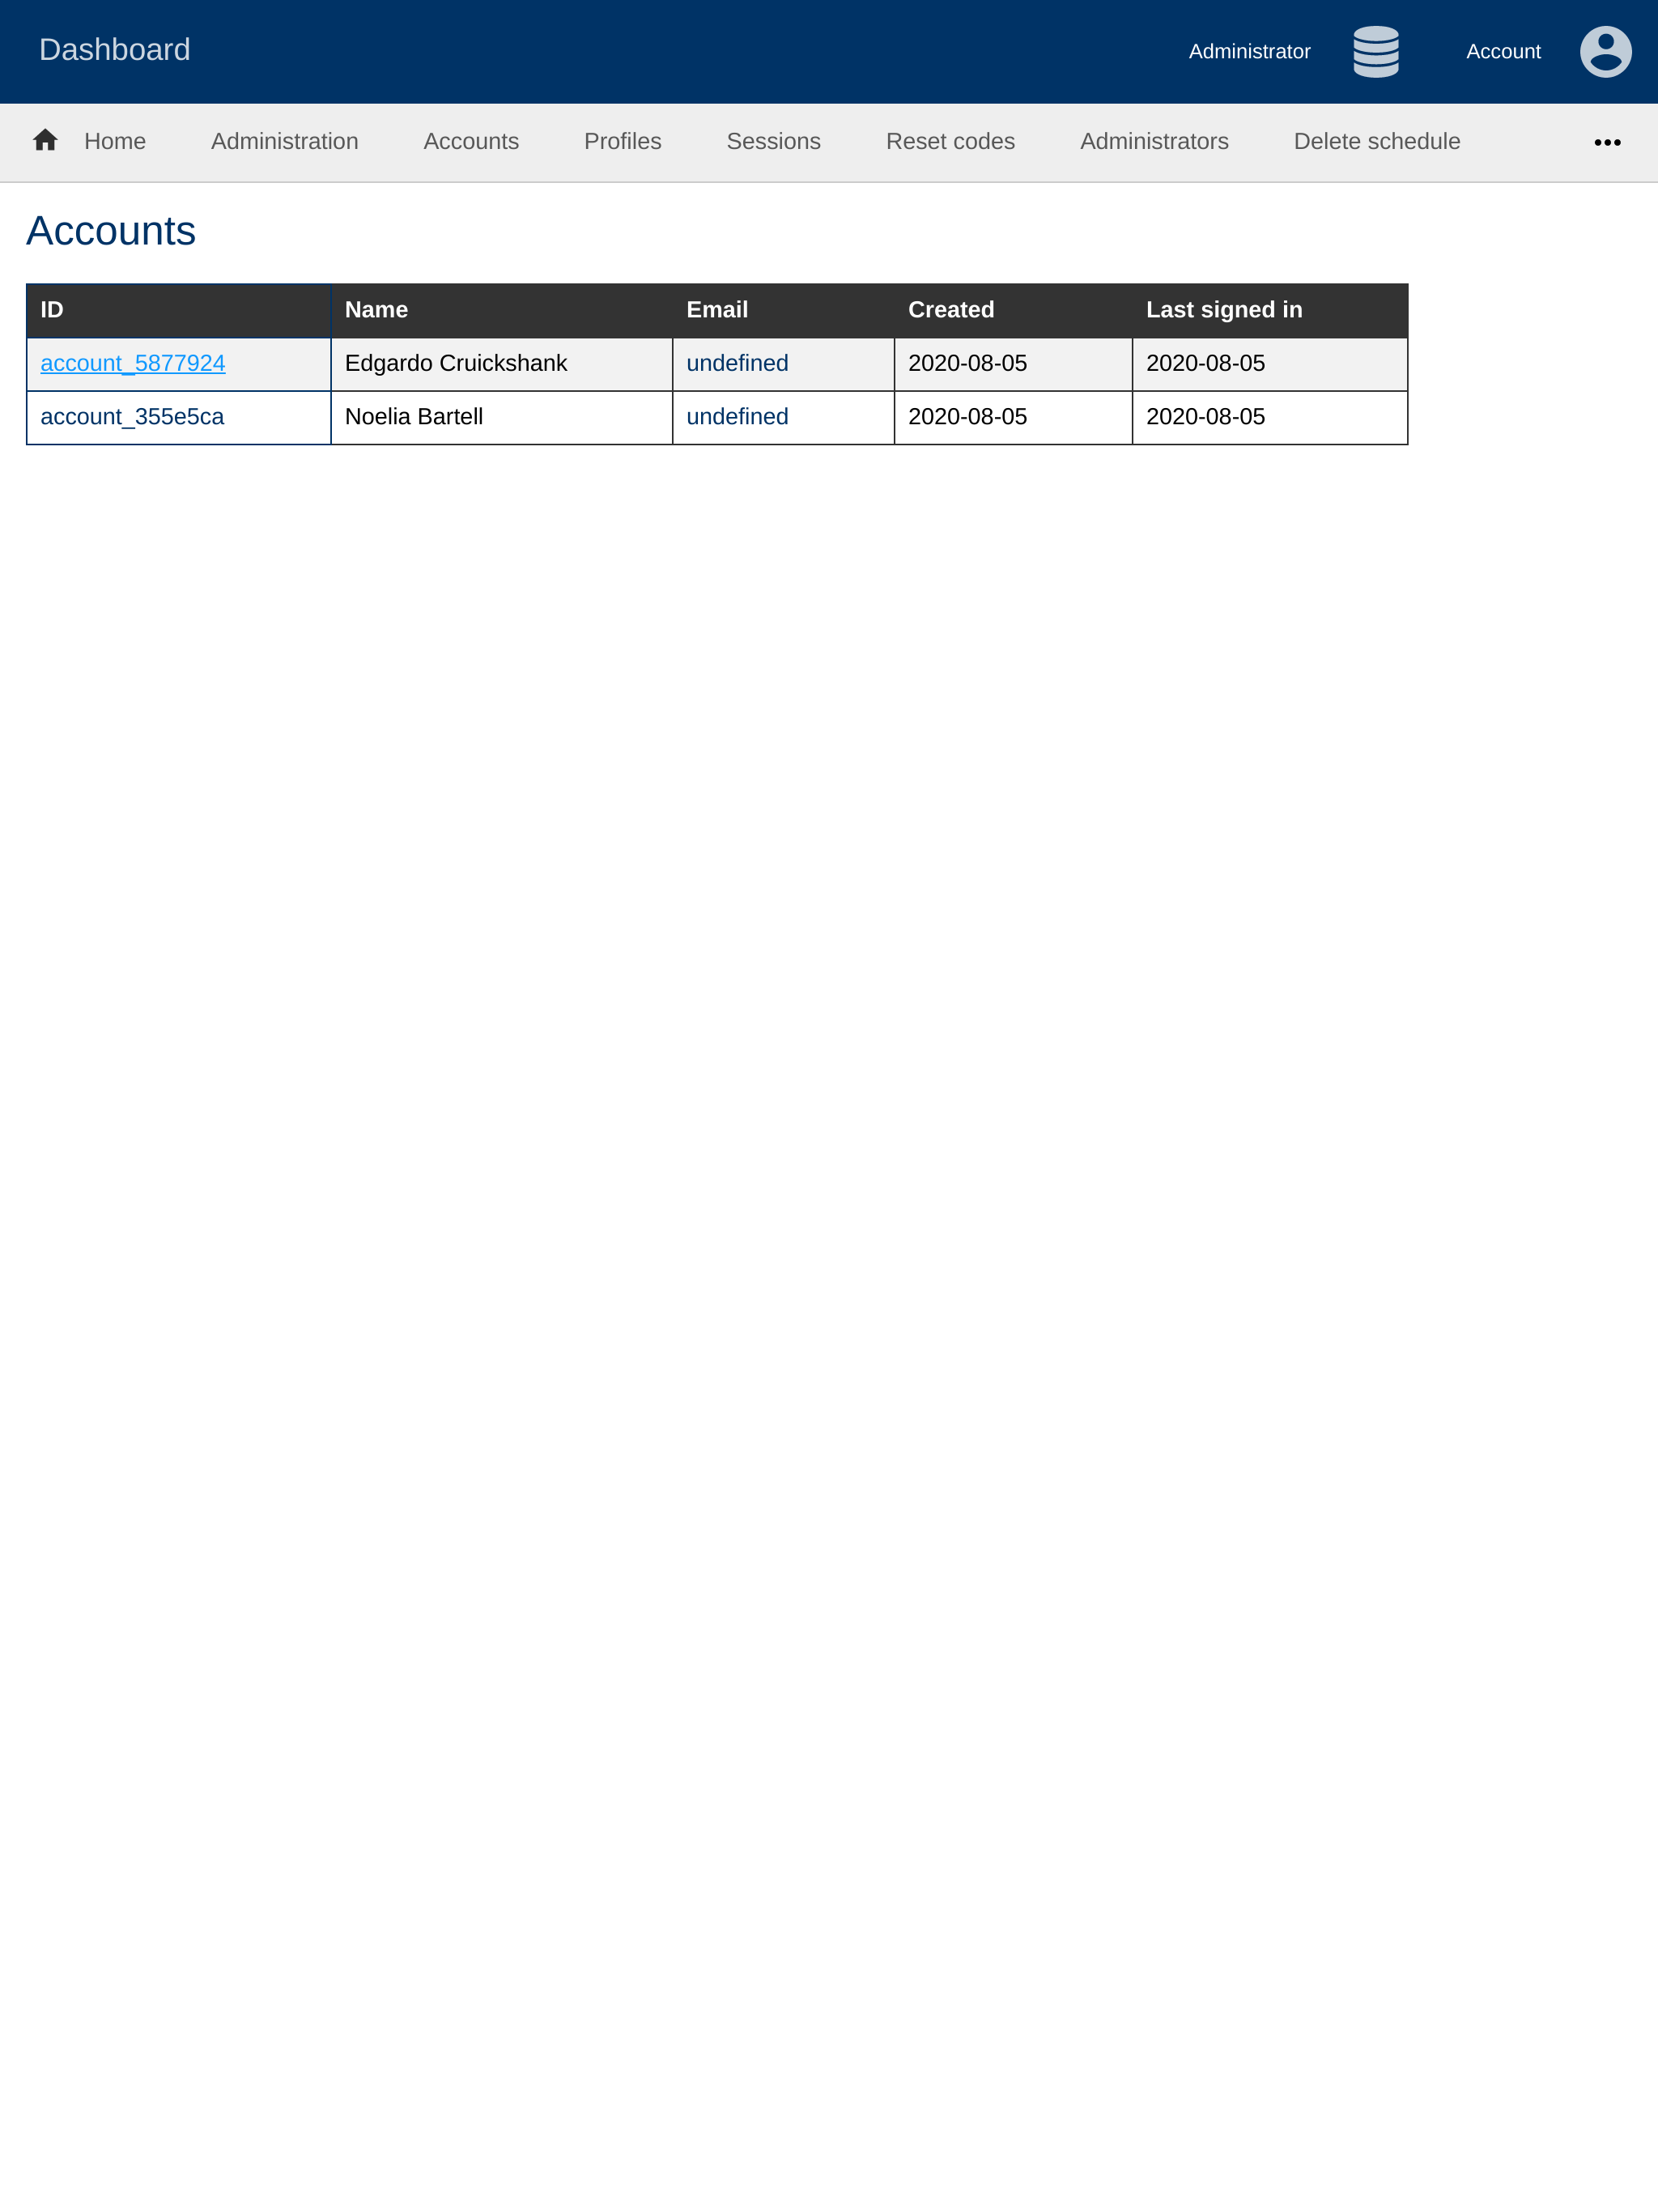 Dashboard Administrator Account
Home Administration Accounts Profiles Sessions Reset codes Administrators Delete schedule
Accounts
ID Name Email Created Last signed in
account_5877924 Edgardo Cruickshank undefined 2020-08-05 2020-08-05
account_355e5ca Noelia Bartell undefined 2020-08-05 2020-08-05